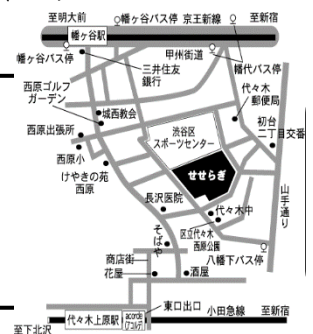 至明大前
幡ヶ谷バス停
京王新線
至新宿
幡ヶ谷駅
甲州街道
幡ヶ谷バス停
三井住友
銀行
幡代バス停
西原ゴルフ
ガーデン
代々木
郵便局
城西教会
渋谷区
スポーツセンター
初台
二丁目交番
西原出張所
西原小
せせらぎ
けやきの苑
西原
山手通り
長沢医院
代々木中
区立代々木
西原公園
そばや
八幡下バス停
商店街
花屋
酒屋
東口出口
小田急線
至新宿
代々木上原駅
acorde
(アコルデ)
至下北沢